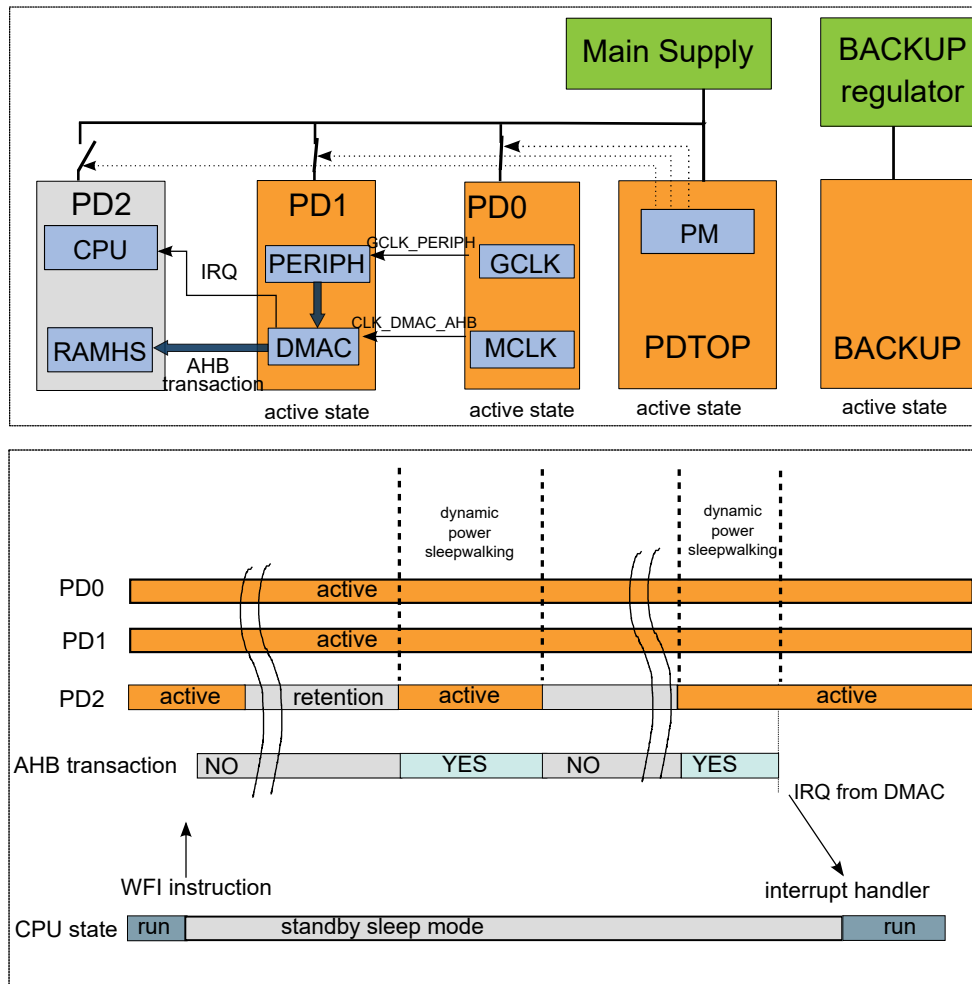 Main Supply
BACKUP
regulator
PD2
PD1
PD0
CPU
PERIPH
GCLK_PERIPH
GCLK
PM
IRQ
RAMHS
DMAC
CLK_DMAC_AHB
MCLK
PDTOP
BACKUP
AHB
transaction
active state
active state
active state
active state
dynamic
power
sleepwalking
dynamic
power
sleepwalking
PD0
active
PD1
active
PD2
active
retention
active
active
AHB transaction
NO
YES
NO
YES
IRQ from DMAC
WFI instruction
interrupt handler
CPU state
run
standby sleep mode
run